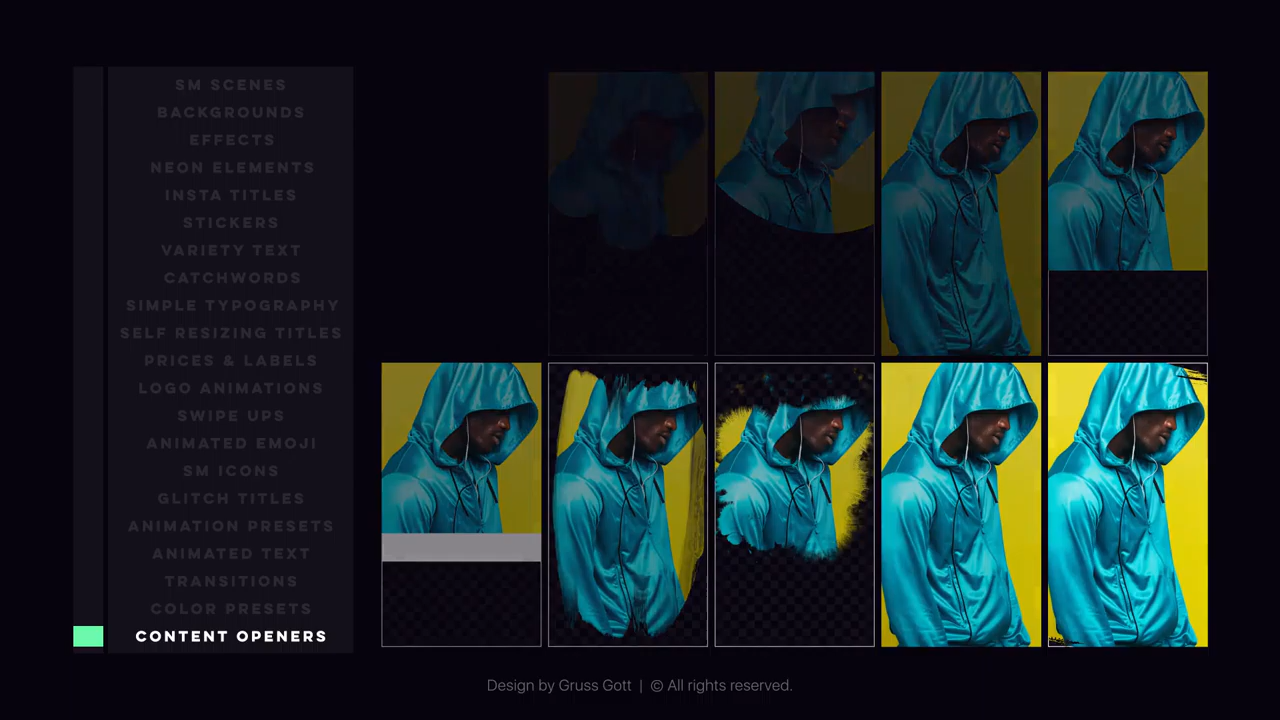 SM SCENES
BACKGROUNDS
EFFECTS
NEON ELEMENTS
INSTA TITLES
STICKERS
VARIETY TEXT
CATCHWORDS
SIMPLE TYPOGRAPHY
SELF RESIZING TITLES
PRICES & LABELS
LOGO ANIMATIONS
SWIPE UPS
ANIMATED EMOJI
SM ICONS
GLITCH TITLES
ANIMATION PRESETS
ANIMATED TEXT
TRANSITIONS
COLOR PRESETS
CONTENT OPENERS
Design by Gruss Gott | © All rights reserved.